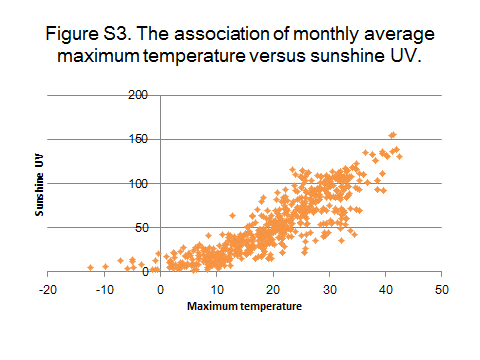 Figure S3. The association of monthly average
maximum temperature versus sunshine UV.
200
150
100
50
0
Sunshine UV
-20 -10 0 10 20 30 40 50
Maximum temperature